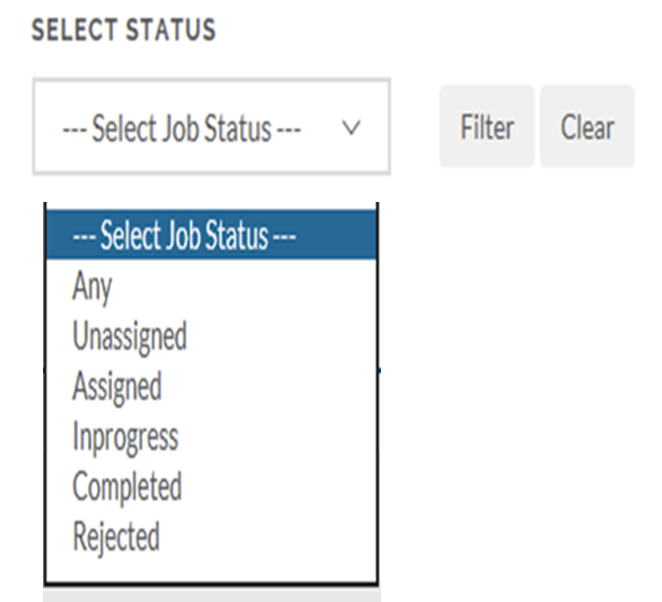 SELECT STATUS
--- Select Job Status --- Filter Clear
--- Select Job Status ---
Any
Unassigned
Assigned
Inprogress
Completed
Rejected